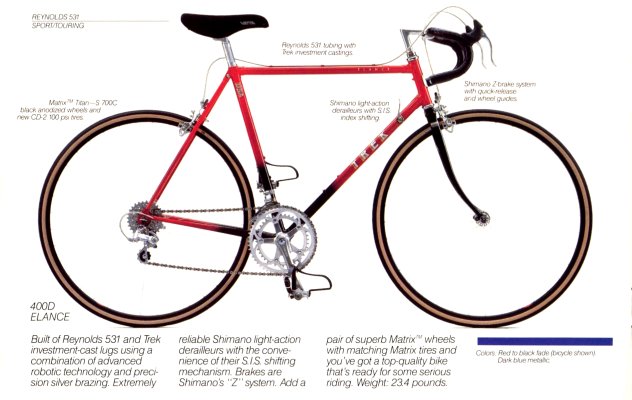 REYNOLDS 531
SPORT/TOURING
Reynolds 531 tubing with
Trek investment castings.
Matrix™ Titan—S 700C
black anodized wheels and
new CD-2 100 psi tires
Shimano light-action
derailleurs with S.I.S.
index shifting
Shimano Z-brake system
with quick-release
and wheel guides.
ELANCE
TREK
400D
ELANCE
Built of Reynolds 531 and Trek
investment-cast lugs using a
combination of advanced
robotic technology and preci-
sion silver brazing. Extremely
reliable Shimano light-action
derailleurs with the conve-
nience of their S.I.S. shifting
mechanism. Brakes are
Shimano's "Z" system. Add a
pair of superb Matrix™ wheels
with matching Matrix tires and
you've got a top-quality bike
that's ready for some serious
riding. Weight: 23.4 pounds.
Colors: Red to black fade (bicycle shown)
Dark blue metallic.